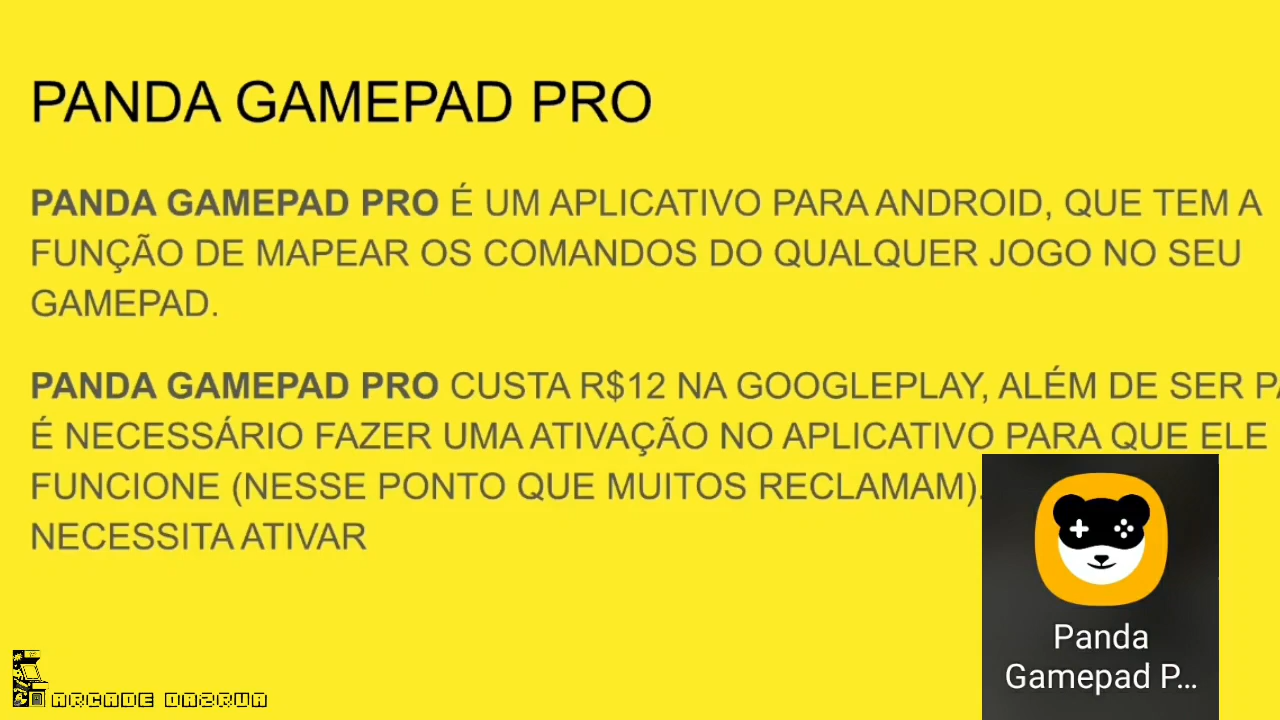 PANDA GAMEPAD PRO
PANDA GAMEPAD PRO É UM APLICATIVO PARA ANDROID, QUE TEM A
FUNÇÃO DE MAPEAR OS COMANDOS DO QUALQUER JOGO NO SEU
GAMEPAD.
PANDA GAMEPAD PRO CUSTA R$12 NA GOOGLEPLAY, ALÉM DE SER
É NECESSÁRIO FAZER UMA ATIVAÇÃO NO APLICATIVO PARA QUE ELE
FUNCIONE (NESSE PONTO QUE MUITOS RECLAMAM).
NECESSITA ATIVAR
Panda
Gamepad P...
ARCADE DAZRUA